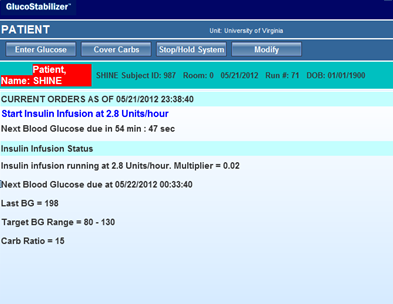 GlucoStabilizer™
PATIENT
Unit: University of Virginia
Enter Glucose Cover Carbs Stop/Hold System Modify
Patient,
Name: SHINE
SHINE Subject ID: 987 Room: 0 05/21/2012 Run #: 71 DOB: 01/01/1900
CURRENT ORDERS AS OF 05/21/2012 23:38:40
Start Insulin Infusion at 2.8 Units/hour
Next Blood Glucose due in 54 min : 47 sec
Insulin Infusion Status
Insulin infusion running at 2.8 Units/hour. Multiplier = 0.02
Next Blood Glucose due at 05/22/2012 00:33:40
Last BG = 198
Target BG Range = 80 - 130
Carb Ratio = 15